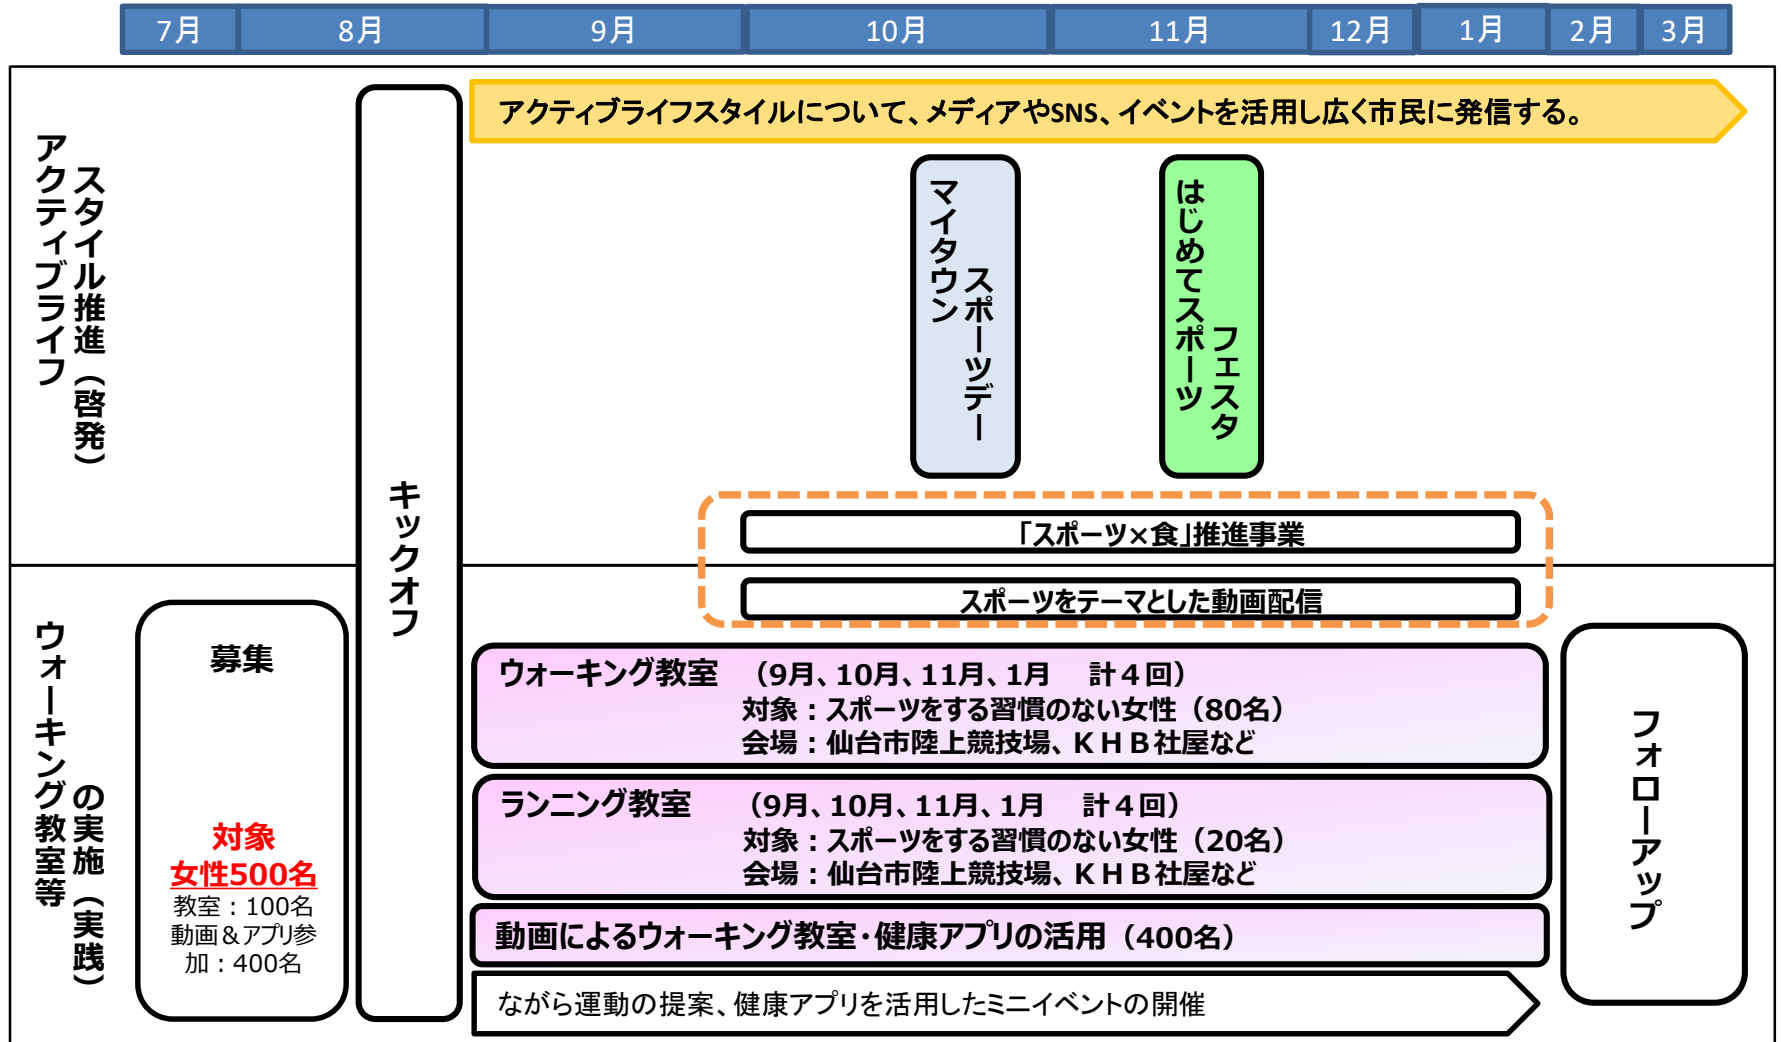 7月
8月
9月
10月
11月
12月
1月
2月
3月
アクティブライフ
スタイル推進（啓発）
キックオフ
アクティブライフスタイルについて、メディアやSNS、イベントを活用し広く市民に発信する。
マイタウン
スポーツデー
はじめてスポーツ
フェスタ
「スポーツ×食」推進事業
スポーツをテーマとした動画配信
ウォーキング教室等
の実施（実践）
募集
対象
女性500名
教室：100名
動画＆アプリ参
加：400名
ウォーキング教室　（9月、10月、11月、1月　計４回）
対象：スポーツをする習慣のない女性（80名）
会場：仙台市陸上競技場、ＫＨＢ社屋など
ランニング教室　（9月、10月、11月、1月　計４回）
対象：スポーツをする習慣のない女性（20名）
会場：仙台市陸上競技場、ＫＨＢ社屋など
動画によるウォーキング教室・健康アプリの活用（400名）
ながら運動の提案、健康アプリを活用したミニイベントの開催
フォローアップ